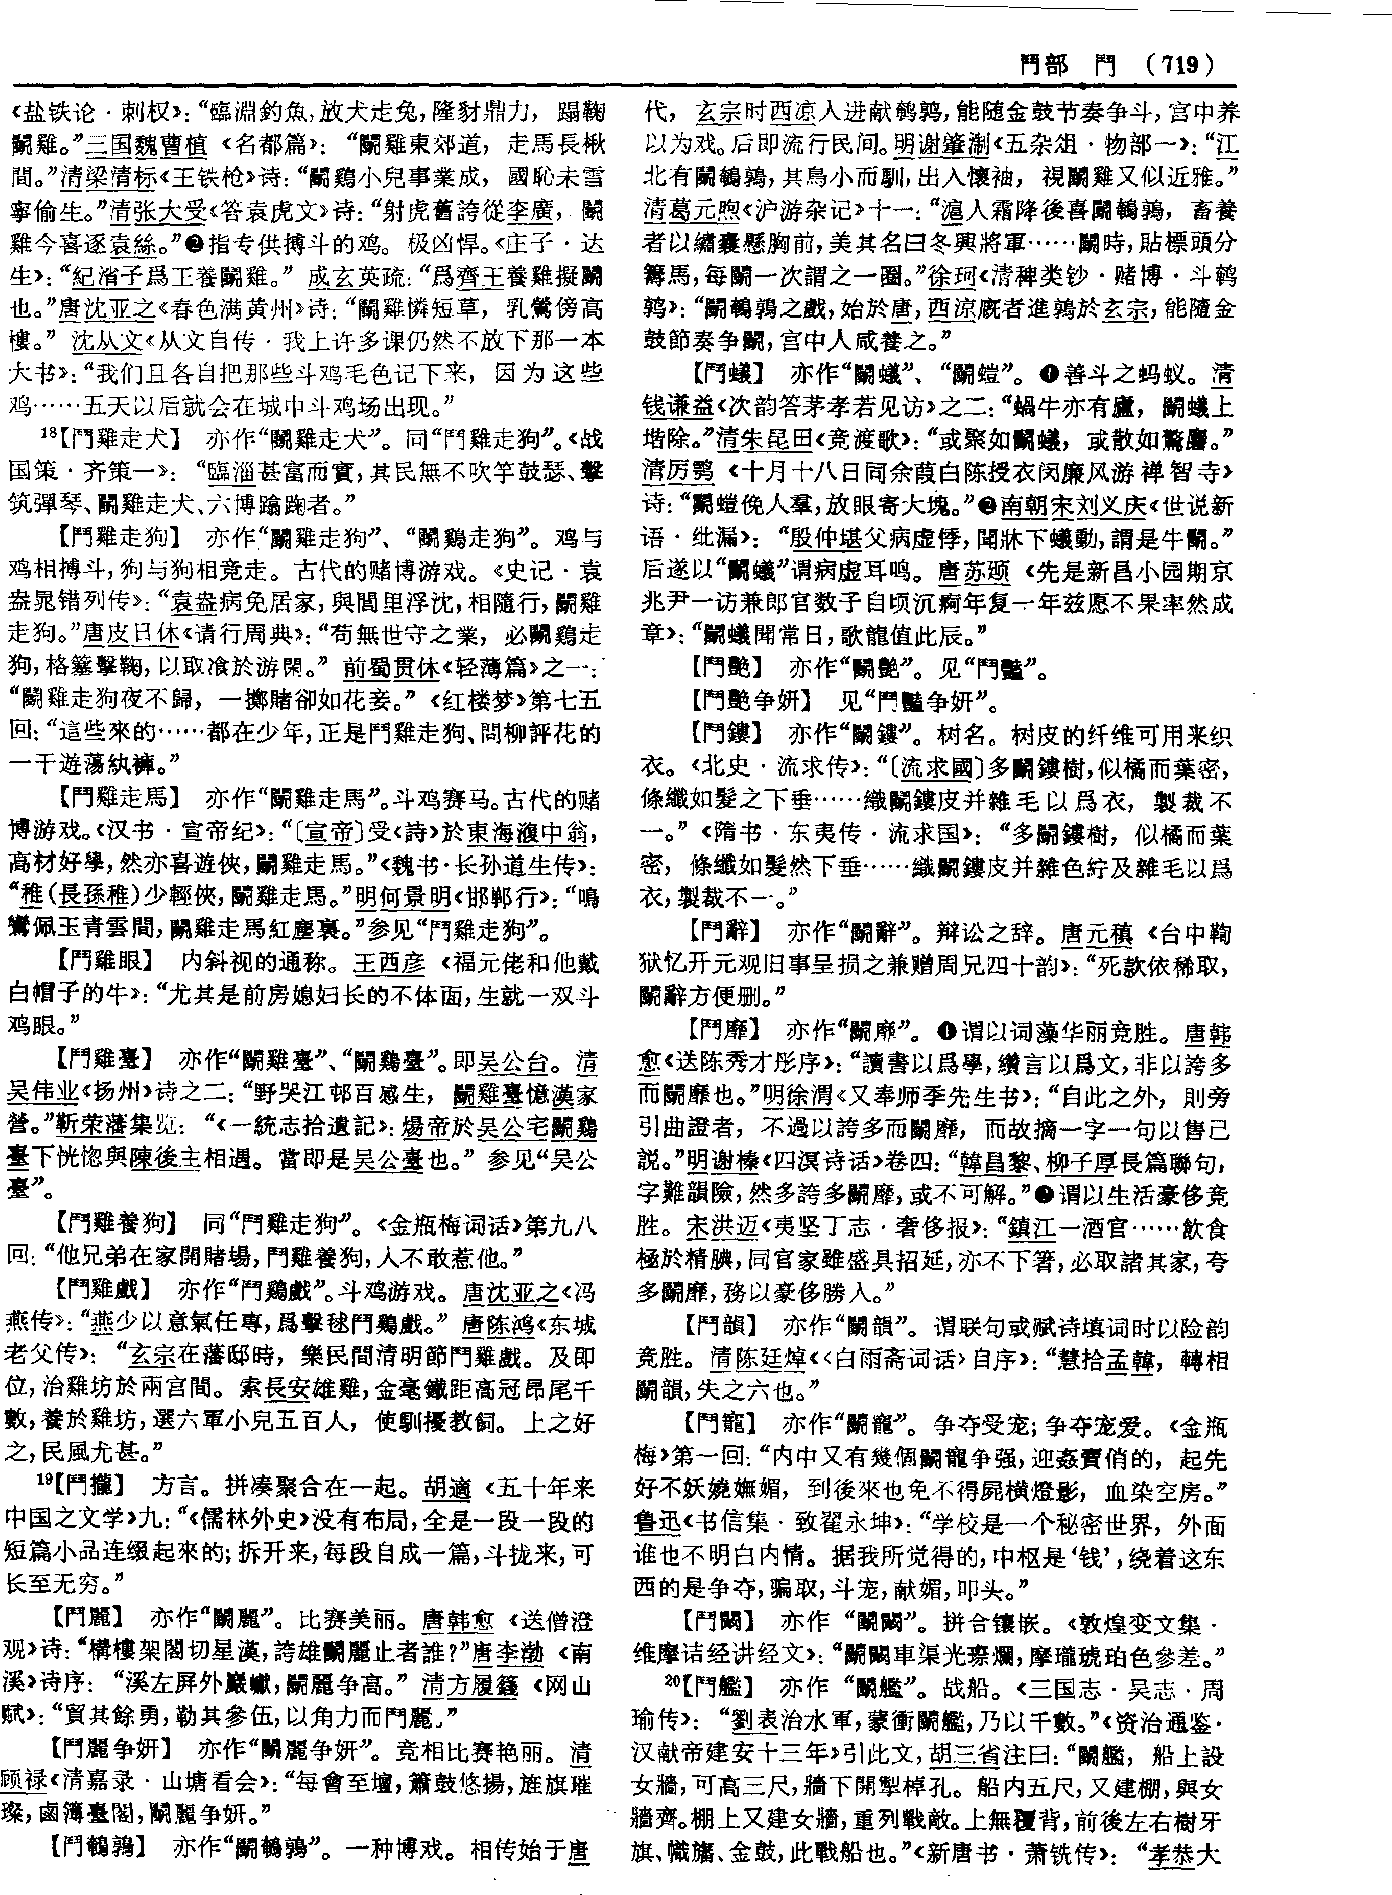 鬥部　鬥　（719）
《盐铁论·刺权》：“臨淵釣魚，放犬走兔，隆豺鼎力，蹋鞠
鬭雞。”三国魏曹植《名都篇》：“鬭雞東郊道，走馬長楸
間。”清梁清标《王铁枪》诗：“鬭鷄小兒事業成，國恥未雪
寧偷生。”清张大受《答袁虎文》诗：“射虎舊誇從李廣，鬭
雞今喜逐袁絲。”❷指专供搏斗的鸡。极凶悍。《庄子·达
生》：“紀渻子爲王養鬭雞。”成玄英疏：“爲齊王養雞擬鬭
也。”唐沈亚之《春色满黄州》诗：“鬭雞憐短草，乳鶯傍高
樓。”沈从文《从文自传·我上许多课仍然不放下那一本
大书》：“我们且各自把那些斗鸡毛色记下来，因为这些
鸡……五天以后就会在城中斗鸡场出现。”
18【鬥雞走犬】　亦作“鬭雞走犬”。同“鬥雞走狗”。《战
国策·齐策一》：“臨淄甚富而實，其民無不吹竽鼓瑟、擊
筑彈琴、鬭雞走犬、六博蹹踘者。”
【鬥雞走狗】　亦作“鬭雞走狗”、“鬭鷄走狗”。鸡与
鸡相搏斗，狗与狗相竞走。古代的赌博游戏。《史记·袁
盎晁错列传》：“袁盎病免居家，與閭里浮沈，相隨行，鬭雞
走狗。”唐皮日休《请行周典》：“苟無世守之業，必鬭鷄走
狗，格簺擊鞠，以取飡於游閑。”前蜀贯休《轻薄篇》之一：
“鬭雞走狗夜不歸，一擲賭卻如花妾。”《红楼梦》第七五
回：“這些來的……都在少年，正是鬥雞走狗、問柳評花的
一干遊蕩紈褲。”
【鬥雞走馬】　亦作“鬭雞走馬”。斗鸡赛马。古代的赌
博游戏。《汉书·宣帝纪》：“〔宣帝〕受《詩》於東海澓中翁，
高材好學，然亦喜遊俠，鬭雞走馬。”《魏书·长孙道生传》：
“稚（長孫稚）少輕俠，鬭雞走馬。”明何景明《邯郸行》：“鳴
鸞佩玉青雲間，鬭雞走馬紅塵裏。”参见“鬥雞走狗”。
【鬥雞眼】　内斜视的通称。王西彦《福元佬和他戴
白帽子的牛》：“尤其是前房媳妇长的不体面，生就一双斗
鸡眼。”
【鬥雞臺】　亦作“鬭雞臺”、“鬭鷄臺”。即吴公台。清
吴伟业《扬州》诗之二：“野哭江邨百感生，鬭雞臺憶漢家
營。”靳荣藩集览：“《一統志拾遺記》：煬帝於吴公宅鬭鷄
臺下恍惚與陳後主相遇。當即是吴公臺也。”参见“吴公
臺”。
【鬥雞養狗】　同“鬥雞走狗”。《金瓶梅词话》第九八
回：“他兄弟在家開賭場，鬥雞養狗，人不敢惹他。”
【鬥雞戲】　亦作“鬥鷄戲”。斗鸡游戏。唐沈亚之《冯
燕传》：“燕少以意氣任專，爲擊毬鬥鷄戲。”唐陈鸿《东城
老父传》：“玄宗在藩邸時，樂民間清明節鬥雞戲。及即
位，治雞坊於兩宫間。索長安雄雞，金毫鐵距高冠昂尾千
數，養於雞坊，選六軍小兒五百人，使馴擾教飼。上之好
之，民風尤甚。”
19【鬥攏】　方言。拼凑聚合在一起。胡適《五十年来
中国之文学》九：“《儒林外史》没有布局，全是一段一段的
短篇小品连缀起來的；拆开来，每段自成一篇，斗拢来，可
长至无穷。”
【鬥麗】　亦作“鬭麗”。比赛美丽。唐韩愈《送僧澄
观》诗：“構樓架閣切星漢，誇雄鬭麗止者誰？”唐李渤《南
溪》诗序：“溪左屏外巖巘，鬭麗争高。”清方履籛《网山
赋》：“賈其餘勇，勒其參伍，以角力而鬥麗。”
【鬥麗争妍】　亦作“鬭麗争妍”。竞相比赛艳丽。清
顾禄《清嘉录·山塘看会》：“每會至壇，簫鼓悠揚，旌旗璀
璨，鹵簿臺閣，鬭麗争妍。”
【鬥鵪鶉】　亦作“鬭鵪鶉”。一种博戏。相传始于唐
代，玄宗时西凉人进献鹌鹑，能随金鼓节奏争斗，宫中养
以为戏。后即流行民间。明谢肇淛《五杂俎·物部一》：“江
北有鬭鵪鶉，其鳥小而馴，出入懷袖，視鬭雞又似近雅。”
清葛元煦《沪游杂记》十一：“滬人霜降後喜鬭鵪鶉，畜養
者以繡囊懸胸前，美其名曰冬興將軍……鬭時，貼標頭分
籌馬，每鬭一次謂之一圈。”徐珂《清稗类钞·赌博·斗鹌
鹑》：“鬭鵪鶉之戲，始於唐，西涼厩者進鶉於玄宗，能隨金
鼓節奏争鬭，宫中人咸養之。”
【鬥蟻】　亦作“鬭蟻”、“鬭螘”。❶善斗之蚂蚁。清
钱谦益《次韵答茅孝若见访》之二：“蝸牛亦有廬，鬭蟻上
堦除。”清朱昆田《竞渡歌》：“或聚如鬭蟻，或散如驚麏。”
清厉鹗《十月十八日同余葭白陈授衣闵廉风游禅智寺》
诗：“鬭螘俛人羣，放眼寄大塊。”❷南朝宋刘义庆《世说新
语·纰漏》：“殷仲堪父病虚悸，聞牀下蟻動，謂是牛鬭。”
后遂以“鬭蟻”谓病虚耳鸣。唐苏颋《先是新昌小园期京
兆尹一访兼郎官数子自顷沉痾年复一年兹愿不果率然成
章》：“鬭蟻聞常日，歌龍值此辰。”
【鬥艶】　亦作“鬭艶”。见“鬥豔”。
【鬥艶争妍】　见“鬥豔争妍”。
【鬥鏤】　亦作“鬭鏤”。树名。树皮的纤维可用来织
衣。《北史·流求传》：“〔流求國〕多鬭鏤樹，似橘而葉密，
條纖如髮之下垂……織鬭鏤皮并雜毛以爲衣，製裁不
一。”《隋书·东夷传·流求国》：“多鬭鏤樹，似橘而葉
密，條纖如髮然下垂……織鬭鏤皮并雜色紵及雜毛以爲
衣，製裁不一。”
【鬥辭】　亦作“鬭辭”。辩讼之辞。唐元稹《台中鞫
狱忆开元观旧事呈损之兼赠周兄四十韵》：“死款依稀取，
鬭辭方便删。”
【鬥靡】　亦作“鬭靡”。❶谓以词藻华丽竞胜。唐韩
愈《送陈秀才彤序》：“讀書以爲學，纘言以爲文，非以誇多
而鬭靡也。”明徐渭《又奉师季先生书》：“自此之外，則旁
引曲證者，不過以誇多而鬭靡，而故摘一字一句以售己
説。”明谢榛《四溟诗话》卷四：“韓昌黎、柳子厚長篇聯句，
字難韻險，然多誇多鬭靡，或不可解。”❷谓以生活豪侈竞
胜。宋洪迈《夷坚丁志·奢侈报》：“鎮江一酒官……飲食
極於精腆，同官家雖盛具招延，亦不下箸，必取諸其家，夸
多鬭靡，務以豪侈勝人。”
【鬥韻】　亦作“鬭韻”。谓联句或赋诗填词时以险韵
竞胜。清陈廷焯《〈白雨斋词话〉自序》：“慧拾孟韓，轉相
鬭韻，失之六也。”
【鬥寵】　亦作“鬭寵”。争夺受宠；争夺宠爱。《金瓶
梅》第一回：“内中又有幾個鬭寵争强，迎姦賣俏的，起先
好不妖嬈嫵媚，到後來也免不得屍横燈影，血染空房。”
鲁迅《书信集·致翟永坤》：“学校是一个秘密世界，外面
谁也不明白内情。据我所觉得的，中枢是‘钱’，绕着这东
西的是争夺，骗取，斗宠，献媚，叩头。”
【鬥闟】　亦作“鬭闟”。拼合镶嵌。《敦煌变文集·
维摩诘经讲经文》：“鬭闟車渠光璨爛，摩瓏琥珀色參差。”
20【鬥艦】　亦作“鬭艦”。战船。《三国志·吴志·周
瑜传》：“劉表治水軍，蒙衝鬭艦，乃以千數。”《资治通鉴·
汉献帝建安十三年》引此文，胡三省注曰：“鬭艦，船上設
女牆，可高三尺，牆下開掣棹孔。船内五尺，又建棚，與女
牆齊。棚上又建女牆，重列戰敵。上無覆背，前後左右樹牙
旗、幟旛、金鼓，此戰船也。”《新唐书·萧铣传》：“孝恭大